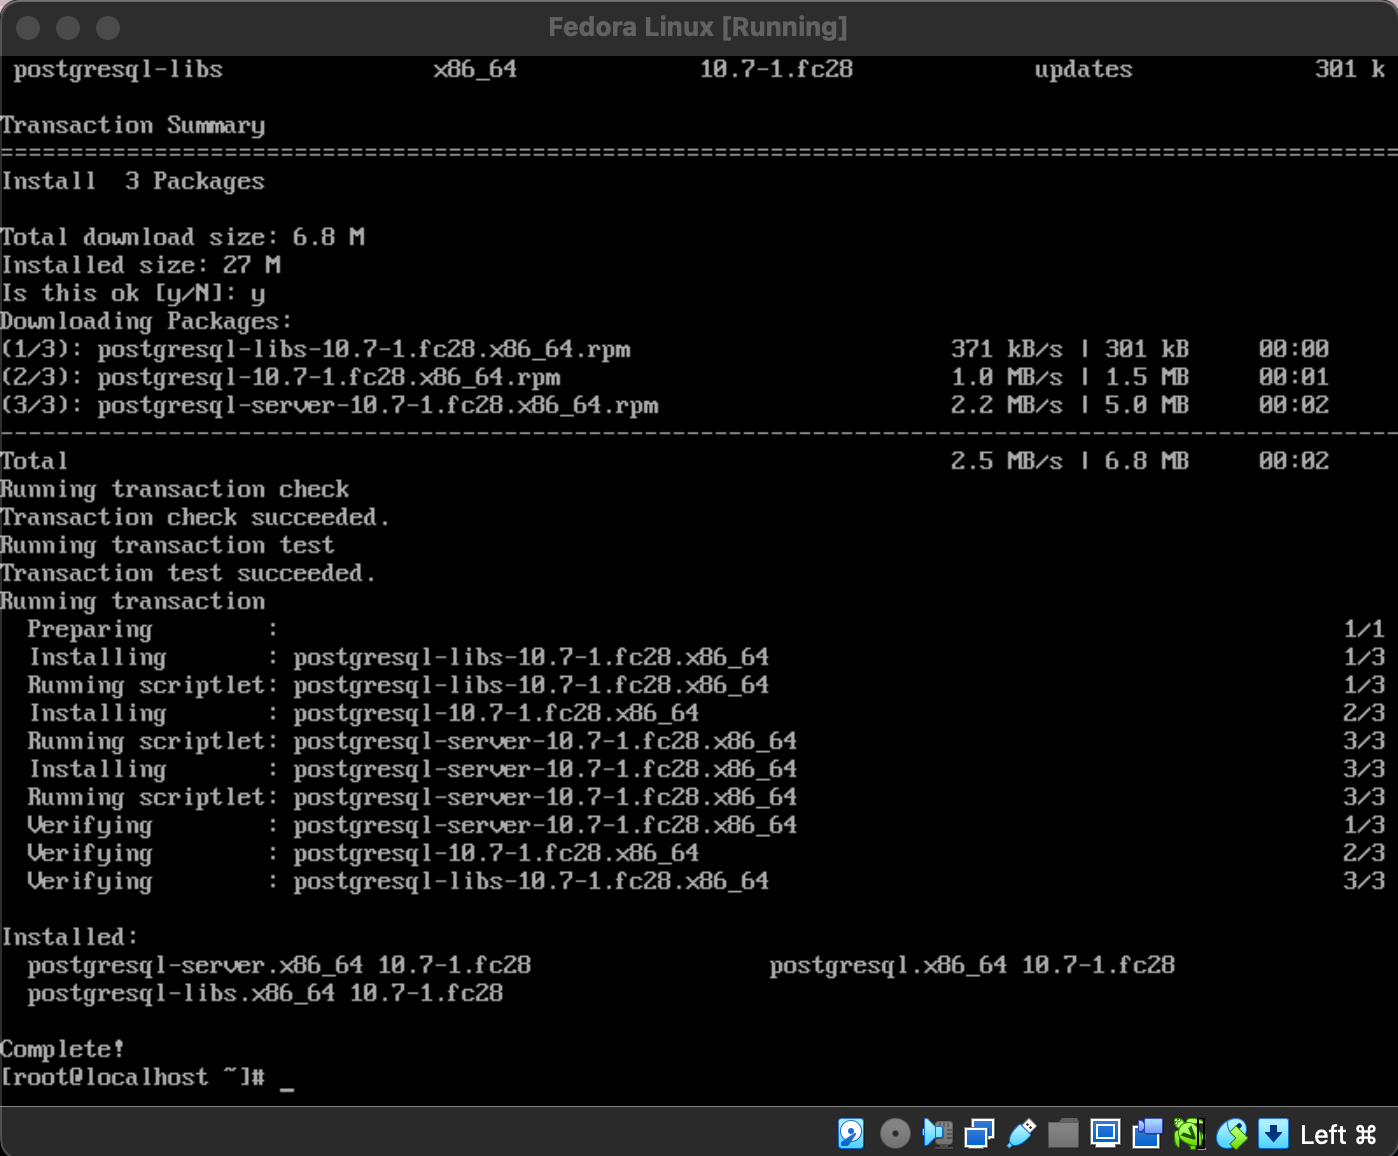 Fedora Linux [Running]
postgresql-libs x86_64 10.7-1.fc28 updates 301 k
Transaction Summary
================================================================================
Install 3 Packages
Total download size: 6.8 M
Installed size: 27 M
Is this ok [y/N]: y
Downloading Packages:
(1/3): postgresql-libs-10.7-1.fc28.x86_64.rpm 371 kB/s | 301 kB 00:00
(2/3): postgresql-10.7-1.fc28.x86_64.rpm 1.0 MB/s | 1.5 MB 00:01
(3/3): postgresql-server-10.7-1.fc28.x86_64.rpm 2.2 MB/s | 5.0 MB 00:02
--------------------------------------------------------------------------------
Total 2.5 MB/s | 6.8 MB 00:02
Running transaction check
Transaction check succeeded.
Running transaction test
Transaction test succeeded.
Running transaction
Preparing : 1/1
Installing : postgresql-libs-10.7-1.fc28.x86_64 1/3
Running scriptlet: postgresql-libs-10.7-1.fc28.x86_64 1/3
Installing : postgresql-10.7-1.fc28.x86_64 2/3
Running scriptlet: postgresql-server-10.7-1.fc28.x86_64 3/3
Installing : postgresql-server-10.7-1.fc28.x86_64 3/3
Running scriptlet: postgresql-server-10.7-1.fc28.x86_64 3/3
Verifying : postgresql-server-10.7-1.fc28.x86_64 1/3
Verifying : postgresql-10.7-1.fc28.x86_64 2/3
Verifying : postgresql-libs-10.7-1.fc28.x86_64 3/3
Installed:
postgresql-server.x86_64 10.7-1.fc28 postgresql.x86_64 10.7-1.fc28
postgresql-libs.x86_64 10.7-1.fc28
Complete!
[root@localhost ~]# _
Left ⌘